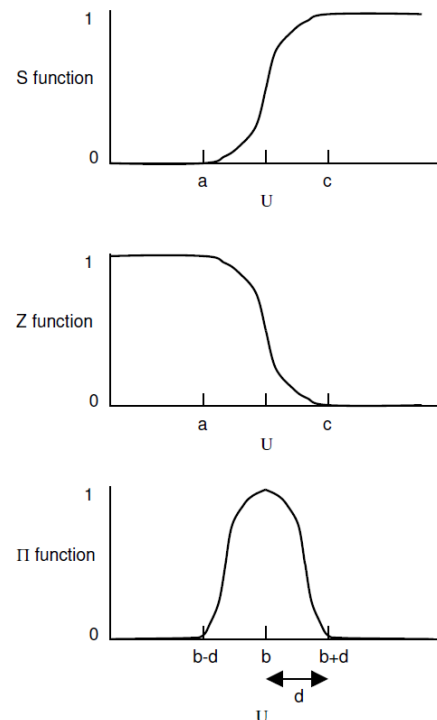 1
S function
0
a c
U
1
Z function
0
a c
U
1
Π function
0
b-d b b+d
d
U